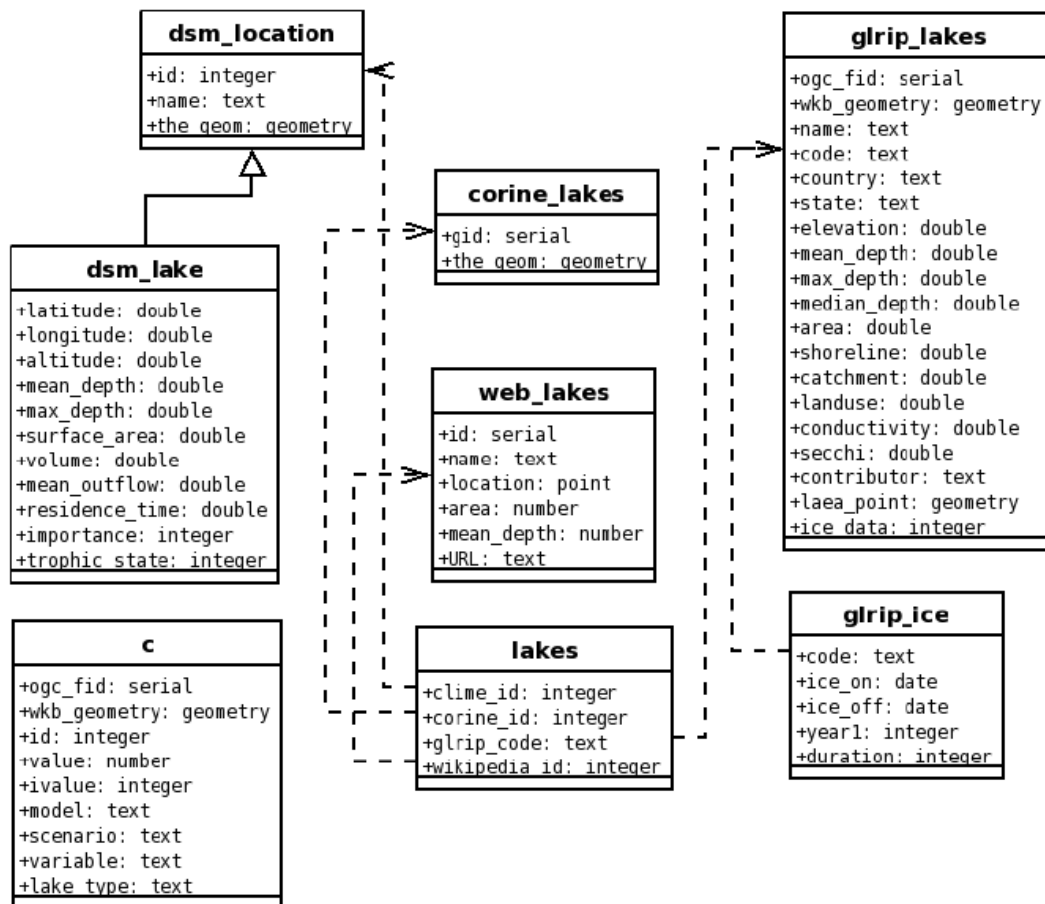 dsm_location
+id: integer
+name: text
+the_geom: geometry
dsm_lake
+latitude: double
+longitude: double
+altitude: double
+mean_depth: double
+max_depth: double
+surface_area: double
+volume: double
+mean_outflow: double
+residence_time: double
+importance: integer
+trophic_state: integer
c
+ogc_fid: serial
+wkb_geometry: geometry
+id: integer
+value: number
+ivalue: integer
+model: text
+scenario: text
+variable: text
+lake_type: text
corine_lakes
+gid: serial
+the_geom: geometry
web_lakes
+id: serial
+name: text
+location: point
+area: number
+mean_depth: number
+URL: text
lakes
+clime_id: integer
+corine_id: integer
+glrip_code: text
+wikipedia_id: integer
glrip_lakes
+ogc_fid: serial
+wkb_geometry: geometry
+name: text
+code: text
+country: text
+state: text
+elevation: double
+mean_depth: double
+max_depth: double
+median_depth: double
+area: double
+shoreline: double
+catchment: double
+landuse: double
+conductivity: double
+secchi: double
+contributor: text
+laea_point: geometry
+ice_data: integer
glrip_ice
+code: text
+ice_on: date
+ice_off: date
+year1: integer
+duration: integer